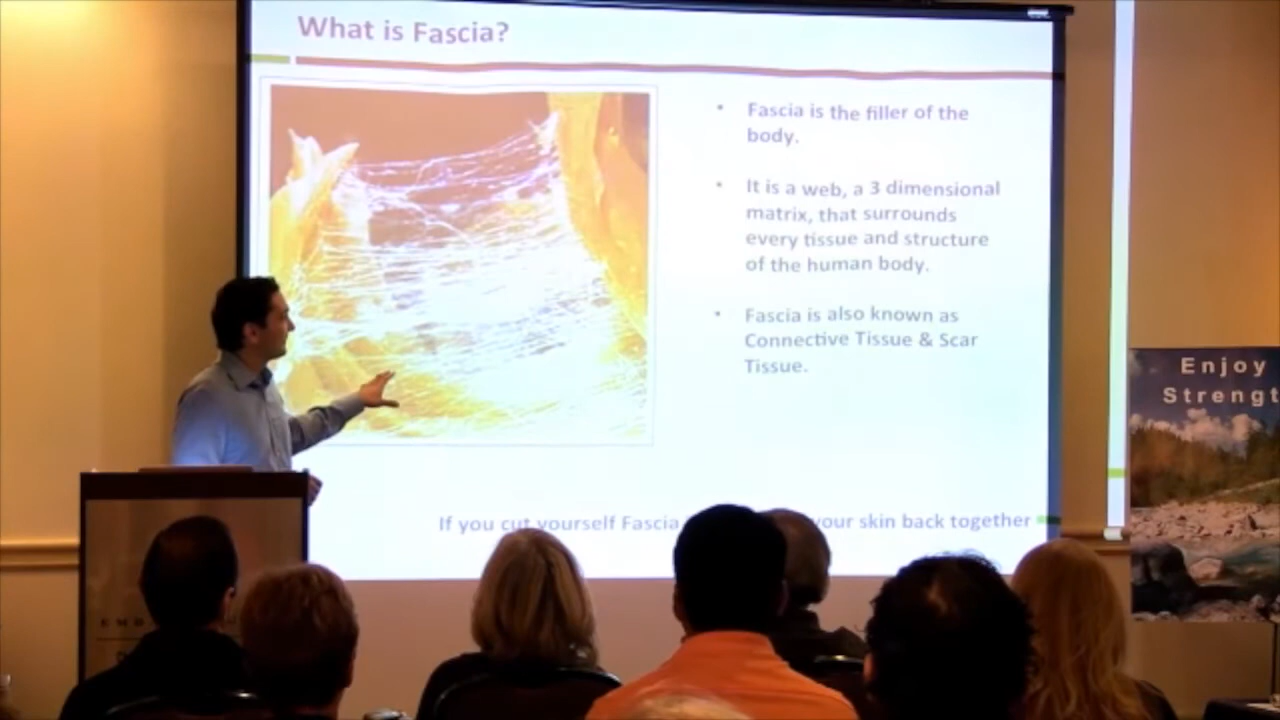 What is Fascia?
• Fascia is the filler of the
body.
• It is a web, a 3 dimensional
matrix, that surrounds
every tissue and structure
of the human body.
• Fascia is also known as
Connective Tissue & Scar
Tissue.
If you cut yourself Fascia your skin back together
Enjoy
Strengt